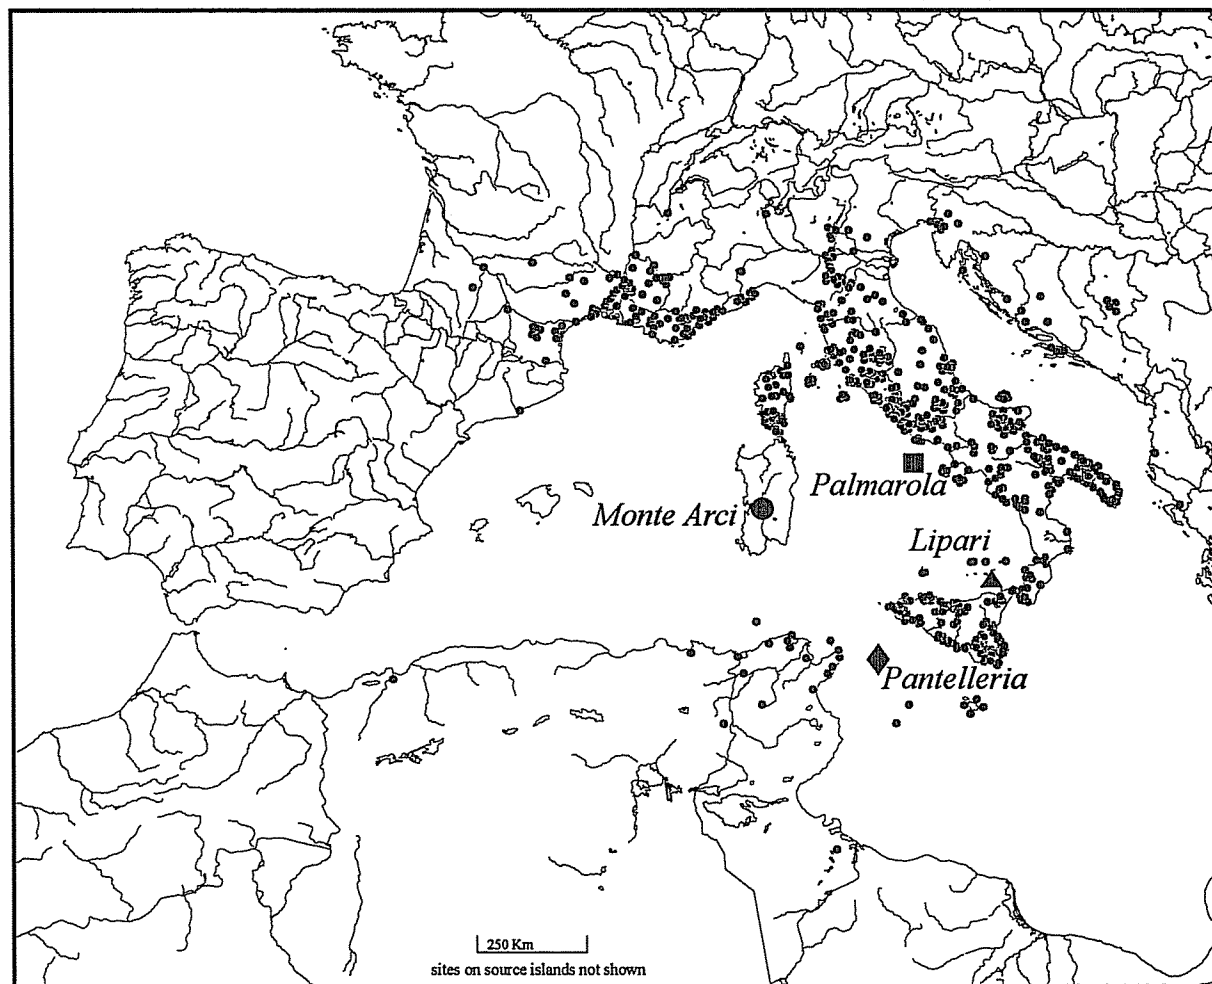 Palmarola
Monte Arci
Lipari
Pantelleria
250 Km
sites on source islands not shown